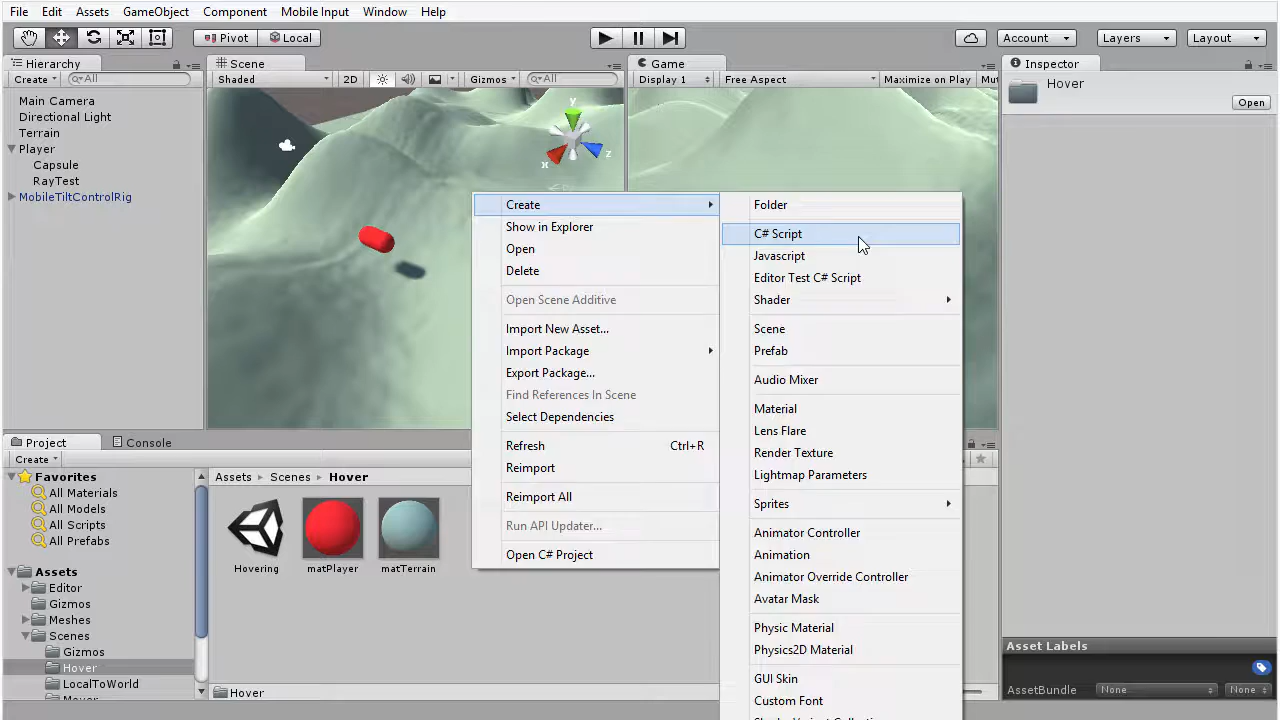 File Edit Assets GameObject Component Mobile Input Window Help
Pivot Local Account Layers Layout
Hierarchy
Create All
Main Camera
Directional Light
Terrain
Player
Capsule
RayTest
MobileTiltControlRig
Scene
Shaded 2D Gizmos All
Game
Display 1 Free Aspect Maximize on Play Mut
y
x
z
Inspector
Hover
Open
Create
Show in Explorer
Open
Delete
Open Scene Additive
Import New Asset...
Import Package
Export Package...
Find References In Scene
Select Dependencies
Refresh Ctrl+R
Reimport
Reimport All
Run API Updater...
Open C# Project
Folder
C# Script
Javascript
Editor Test C# Script
Shader
Scene
Prefab
Audio Mixer
Material
Lens Flare
Render Texture
Lightmap Parameters
Sprites
Animator Controller
Animation
Animator Override Controller
Avatar Mask
Physic Material
Physics2D Material
GUI Skin
Custom Font
Project Console
Create
Favorites
All Materials
All Models
All Scripts
All Prefabs
Assets
Editor
Gizmos
Meshes
Scenes
Gizmos
Hover
LocalToWorld
Assets Scenes Hover
Hovering matPlayer matTerrain
Hover
Asset Labels
AssetBundle None None